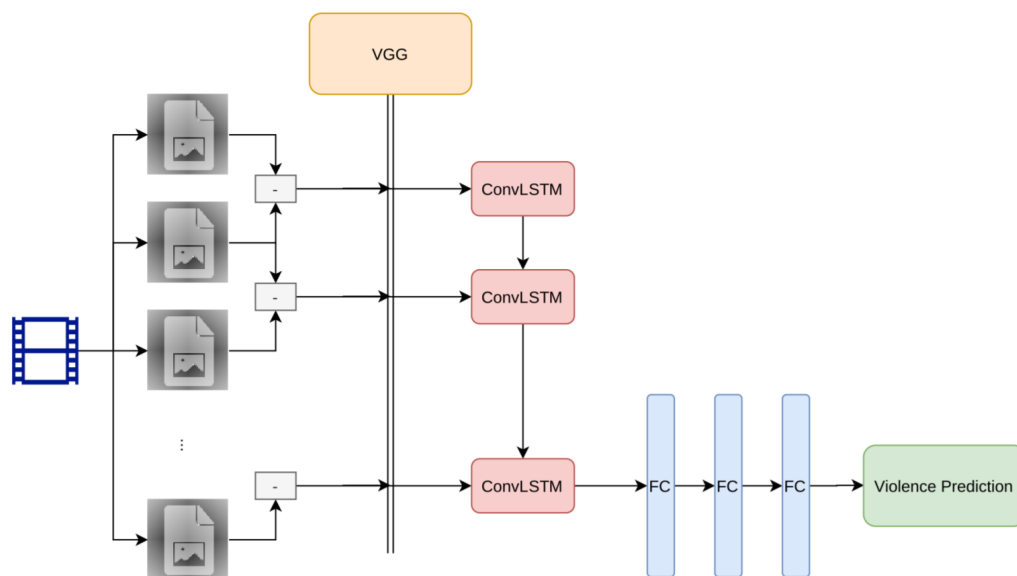 VGG
-
ConvLSTM
-
ConvLSTM
...
-
ConvLSTM
FC
FC
FC
Violence Prediction